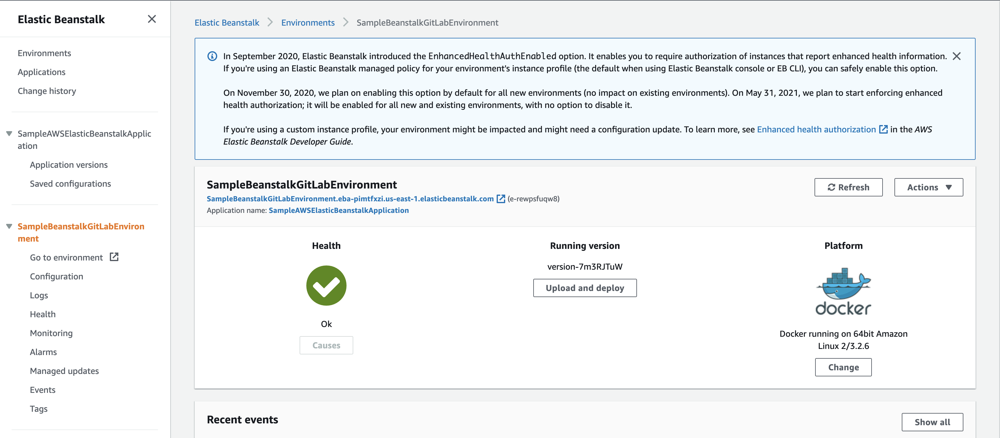 Elastic Beanstalk
Environments
Applications
Change history
SampleAWSElasticBeanstalkApplic
ation
Application versions
Saved configurations
SampleBeanstalkGitLabEnviron
ment
Go to environment
Configuration
Logs
Health
Monitoring
Alarms
Managed updates
Events
Tags
Elastic Beanstalk > Environments > SampleBeanstalkGitLabEnvironment
In September 2020, Elastic Beanstalk introduced the EnhancedHealthAuthEnabled option. It enables you to require authorization of instances that report enhanced health information.
If you're using an Elastic Beanstalk managed policy for your environment's instance profile (the default when using Elastic Beanstalk console or EB CLI), you can safely enable this option.
On November 30, 2020, we plan on enabling this option by default for all new environments (no impact on existing environments). On May 31, 2021, we plan to start enforcing enhanced
health authorization; it will be enabled for all new and existing environments, with no option to disable it.
If you're using a custom instance profile, your environment might be impacted and might need a configuration update. To learn more, see Enhanced health authorization in the AWS
Elastic Beanstalk Developer Guide.
SampleBeanstalkGitLabEnvironment
SampleBeanstalkGitLabEnvironment.eba-pimtfxzi.us-east-1.elasticbeanstalk.com (e-rewpsfuqw8)
Application name: SampleAWSElasticBeanstalkApplication
Refresh
Actions
Health
Ok
Causes
Running version
version-7m3RJTuW
Upload and deploy
Platform
docker
Docker running on 64bit Amazon
Linux 2/3.2.6
Change
Recent events
Show all